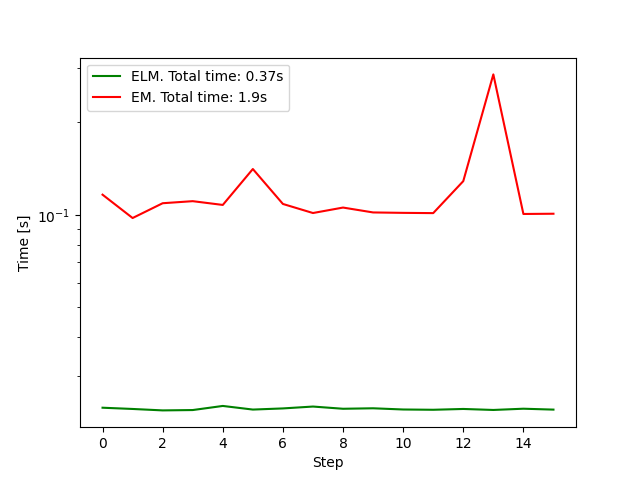 ELM. Total time: 0.37s
EM. Total time: 1.9s
Time [s]
10⁻¹
0 2 4 6 8 10 12 14
Step